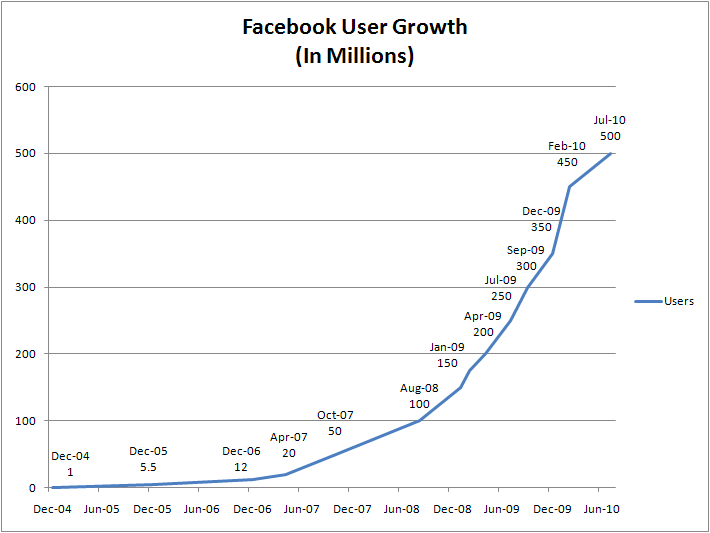 Facebook User Growth
(In Millions)
600
500
400
300
200
100
0
Dec-04
1
Dec-05
5.5
Dec-06
12
Apr-07
20
Oct-07
50
Aug-08
100
Jan-09
150
Apr-09
200
Jul-09
250
Sep-09
300
Dec-09
350
Feb-10
450
Jul-10
500
Users
Dec-04 Jun-05 Dec-05 Jun-06 Dec-06 Jun-07 Dec-07 Jun-08 Dec-08 Jun-09 Dec-09 Jun-10